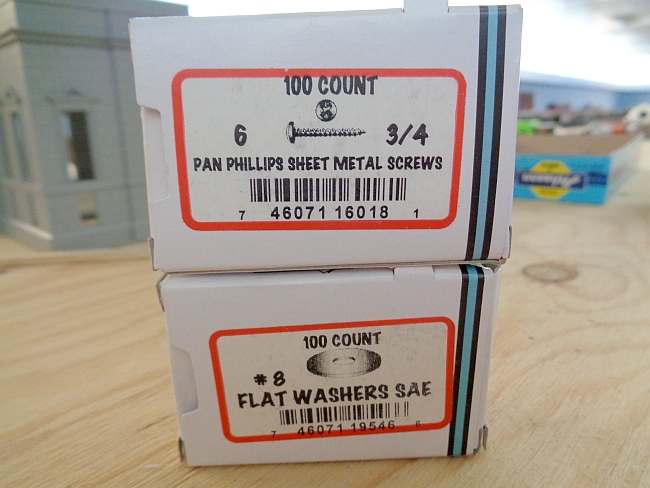 100 COUNT
6 3/4
PAN PHILLIPS SHEET METAL SCREWS
7 46071 16018 1
100 COUNT
#8
FLAT WASHERS SAE
7 46071 19546 6
Athearn